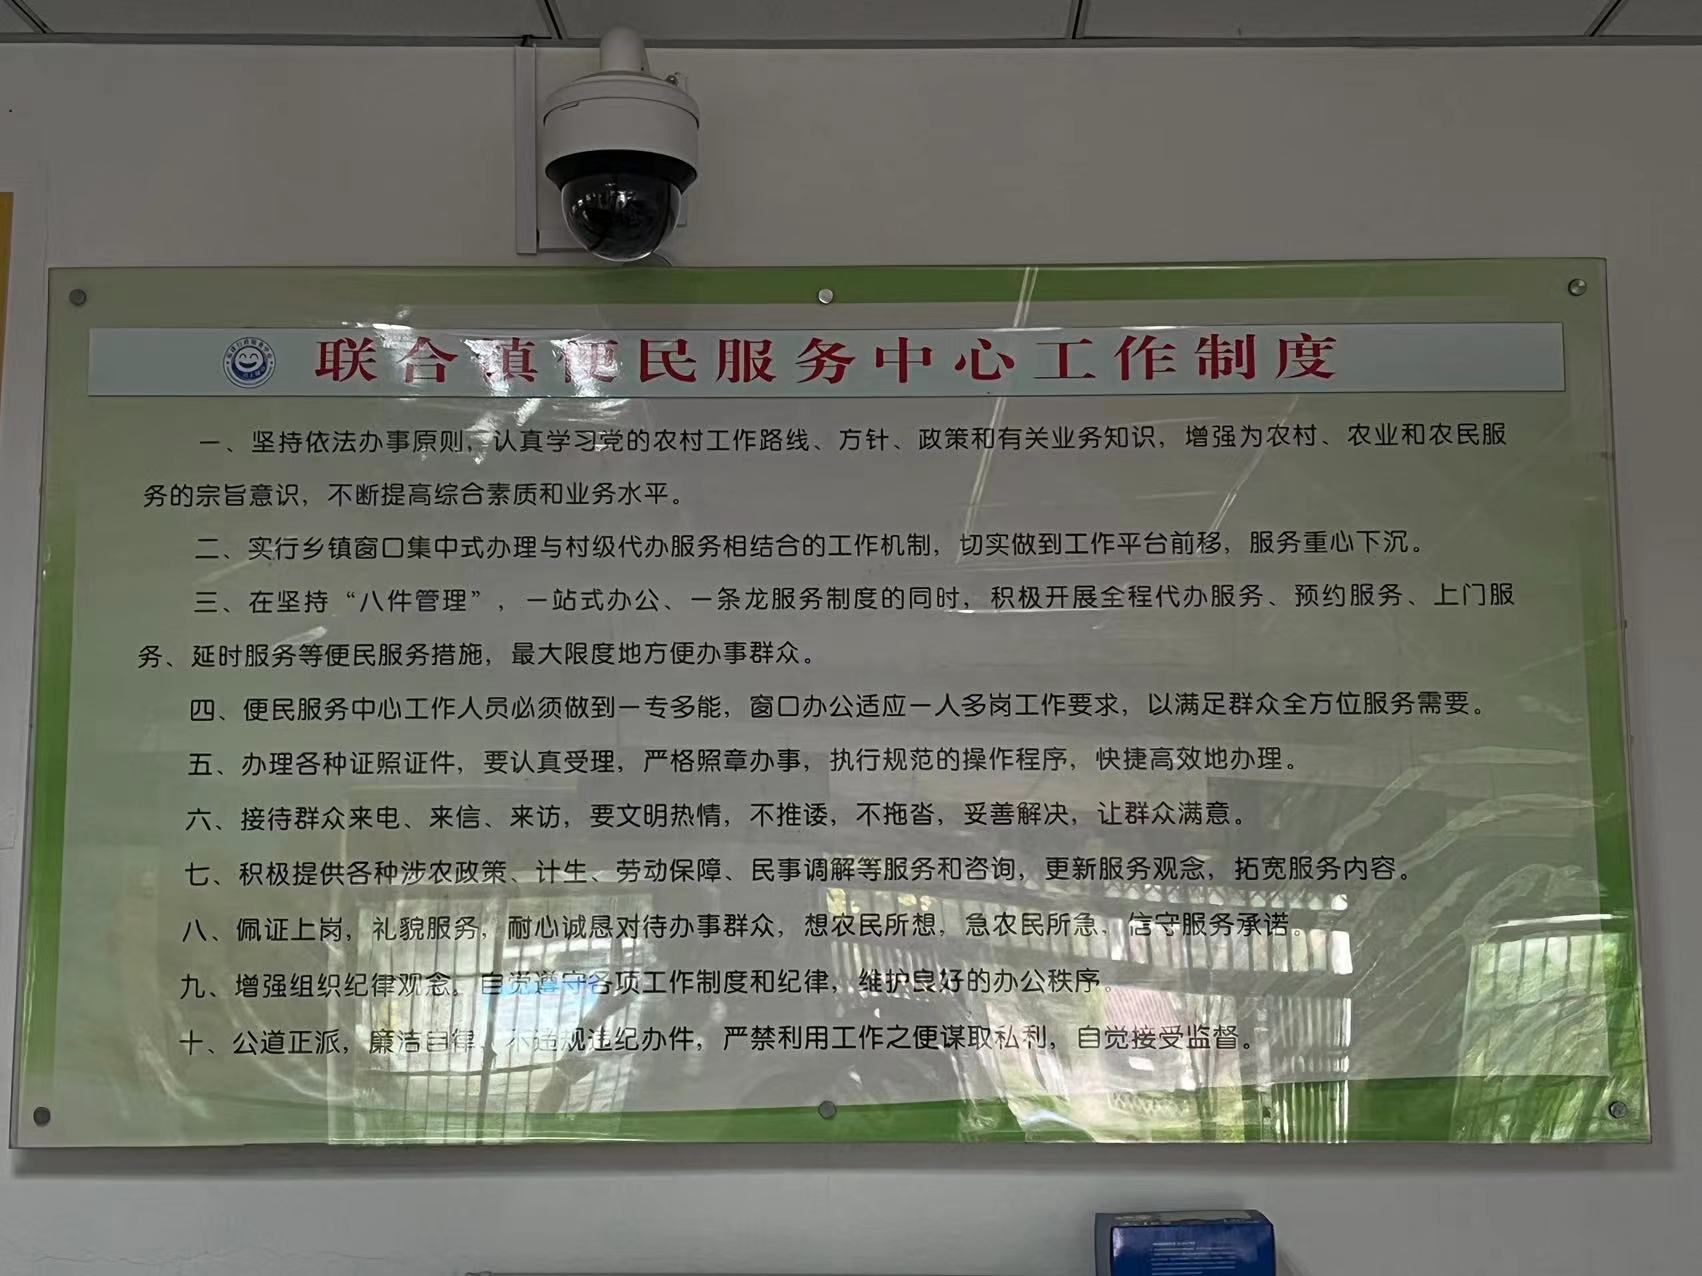 联合镇便民服务中心工作制度
一、坚持依法办事原则，认真学习党的农村工作路线、方针、政策和有关业务知识，增强为农村、农业和农民服
务的宗旨意识，不断提高综合素质和业务水平。
二、实行乡镇窗口集中式办理与村级代办服务相结合的工作机制，切实做到工作平台前移，服务重心下沉。
三、在坚持“八件管理”，一站式办公、一条龙服务制度的同时，积极开展全程代办服务、预约服务、上门服
务、延时服务等便民服务措施，最大限度地方便办事群众。
四、便民服务中心工作人员必须做到一专多能，窗口办公适应一人多岗工作要求，以满足群众全方位服务需要。
五、办理各种证照证件，要认真受理，严格照章办事，执行规范的操作程序，快捷高效地办理。
六、接待群众来电、来信、来访，要文明热情，不推诿，不拖沓，妥善解决，让群众满意。
七、积极提供各种涉农政策、计生、劳动保障、民事调解等服务和咨询，更新服务观念，拓宽服务内容。
八、佩证上岗，礼貌服务，耐心诚恳对待办事群众，想农民所想，急农民所急，信守服务承诺。
九、增强组织纪律观念。自觉遵守各项工作制度和纪律，维护良好的办公秩序。
十、公道正派，廉洁自律、不违规违纪办件，严禁利用工作之便谋取私利，自觉接受监督。